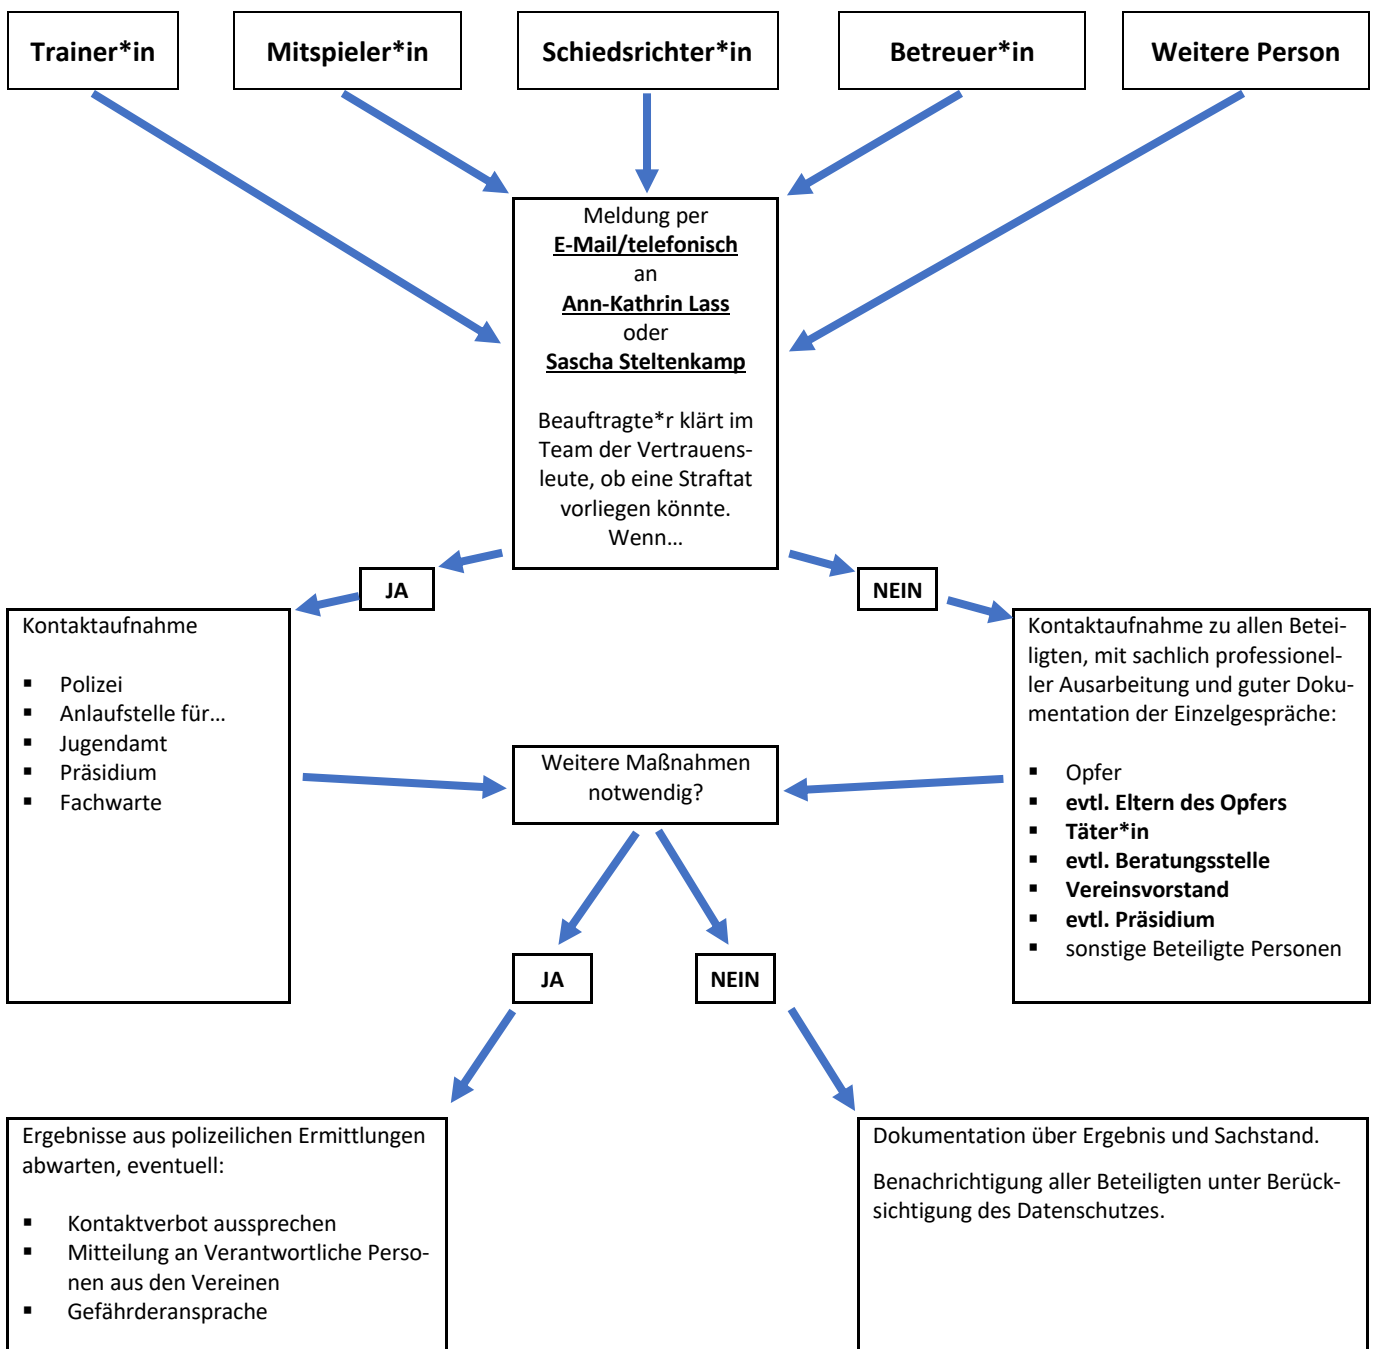 Trainer*in
Mitspieler*in
Schiedsrichter*in
Betreuer*in
Weitere Person
Meldung per
E-Mail/telefonisch
an
Ann-Kathrin Lass
oder
Sascha Steltenkamp
Beauftragte*r klärt im
Team der Vertrauens-
leute, ob eine Straftat
vorliegen könnte.
Wenn…
JA
NEIN
Kontaktaufnahme
▪ Polizei
▪ Anlaufstelle für…
▪ Jugendamt
▪ Präsidium
▪ Fachwarte
Kontaktaufnahme zu allen Betei-
ligten, mit sachlich professionel-
ler Ausarbeitung und guter Doku-
mentation der Einzelgespräche:
▪ Opfer
▪ evtl. Eltern des Opfers
▪ Täter*in
▪ evtl. Beratungsstelle
▪ Vereinsvorstand
▪ evtl. Präsidium
▪ sonstige Beteiligte Personen
Weitere Maßnahmen
notwendig?
JA
NEIN
Ergebnisse aus polizeilichen Ermittlungen
abwarten, eventuell:
▪ Kontaktverbot aussprechen
▪ Mitteilung an Verantwortliche Perso-
nen aus den Vereinen
▪ Gefährderansprache
Dokumentation über Ergebnis und Sachstand.
Benachrichtigung aller Beteiligten unter Berück-
sichtigung des Datenschutzes.